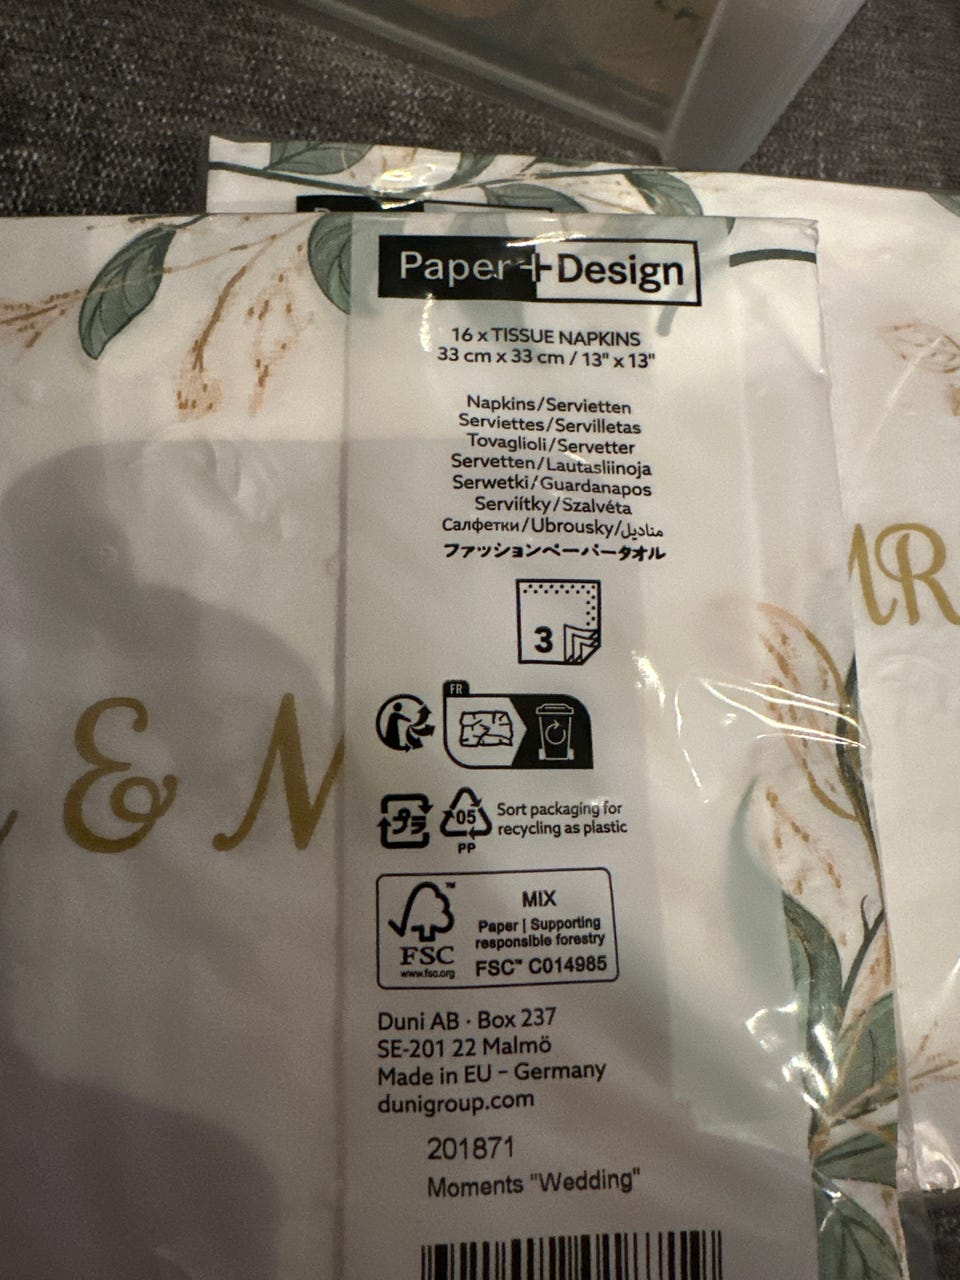 Paper+Design
16 x TISSUE NAPKINS
33 cm x 33 cm / 13" x 13"
Napkins/Servietten
Serviettes/Servilletas
Tovaglioli/Servetter
Servetten/Lautasliinoja
Serwetki/Guardanapos
Servítky/Szalvéta
Салфетки/Ubrousky/مناديل
ファッションペーパータオル
3
FR
& M
MR
プラ
05
PP
Sort packaging for
recycling as plastic
FSC™
www.fsc.org
MIX
Paper | Supporting
responsible forestry
FSC™ C014985
Duni AB · Box 237
SE-201 22 Malmö
Made in EU – Germany
dunigroup.com
201871
Moments "Wedding"